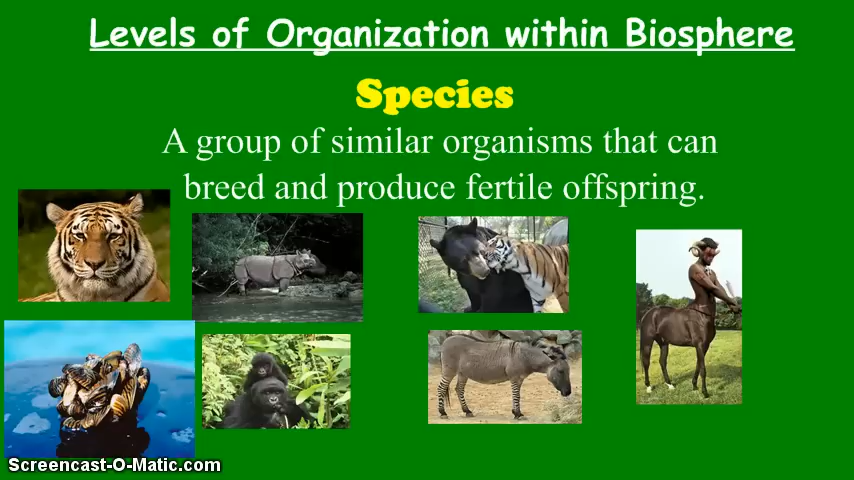 Levels of Organization within Biosphere
Species
A group of similar organisms that can
breed and produce fertile offspring.
Screencast-O-Matic.com